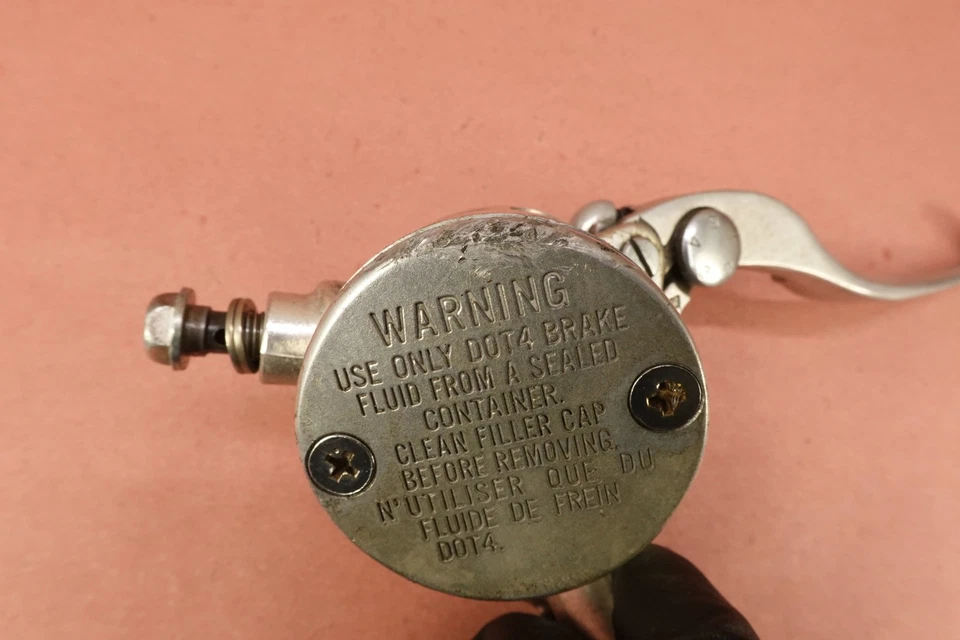 WARNING
USE ONLY DOT4 BRAKE
FLUID FROM A SEALED
CONTAINER.
CLEAN FILLER CAP
BEFORE REMOVING.
N'UTILISER QUE DU
FLUIDE DE FREIN
DOT4.